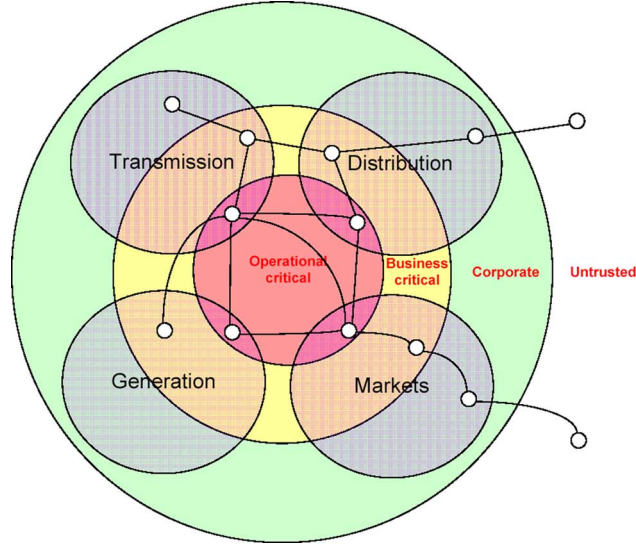 Transmission
Distribution
Operational
critical
Business
critical
Corporate
Untrusted
Generation
Markets